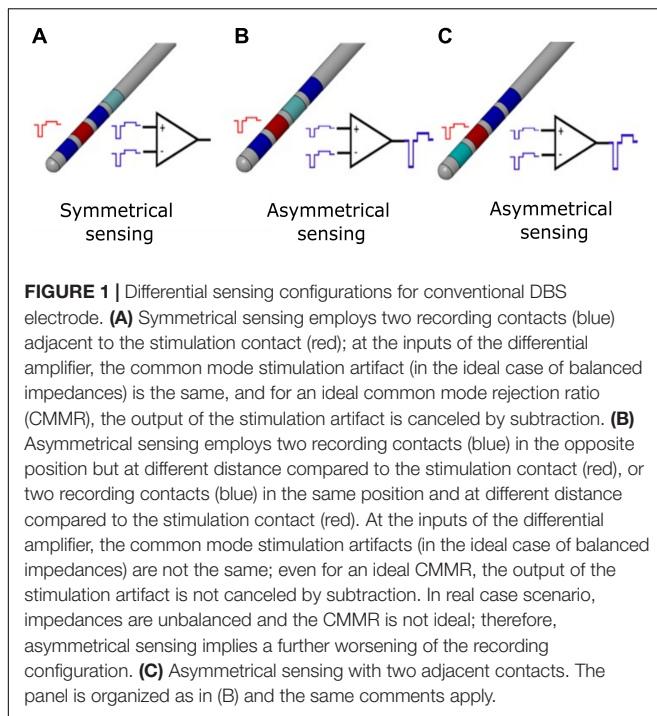 A
B
C
+
-
+
-
+
-
Symmetrical
sensing
Asymmetrical
sensing
Asymmetrical
sensing
FIGURE 1 | Differential sensing configurations for conventional DBS
electrode. (A) Symmetrical sensing employs two recording contacts (blue)
adjacent to the stimulation contact (red); at the inputs of the differential
amplifier, the common mode stimulation artifact (in the ideal case of balanced
impedances) is the same, and for an ideal common mode rejection ratio
(CMMR), the output of the stimulation artifact is canceled by subtraction. (B)
Asymmetrical sensing employs two recording contacts (blue) in the opposite
position but at different distance compared to the stimulation contact (red), or
two recording contacts (blue) in the same position and at different distance
compared to the stimulation contact (red). At the inputs of the differential
amplifier, the common mode stimulation artifacts (in the ideal case of balanced
impedances) are not the same; even for an ideal CMMR, the output of the
stimulation artifact is not canceled by subtraction. In real case scenario,
impedances are unbalanced and the CMMR is not ideal; therefore,
asymmetrical sensing implies a further worsening of the recording
configuration. (C) Asymmetrical sensing with two adjacent contacts. The
panel is organized as in (B) and the same comments apply.